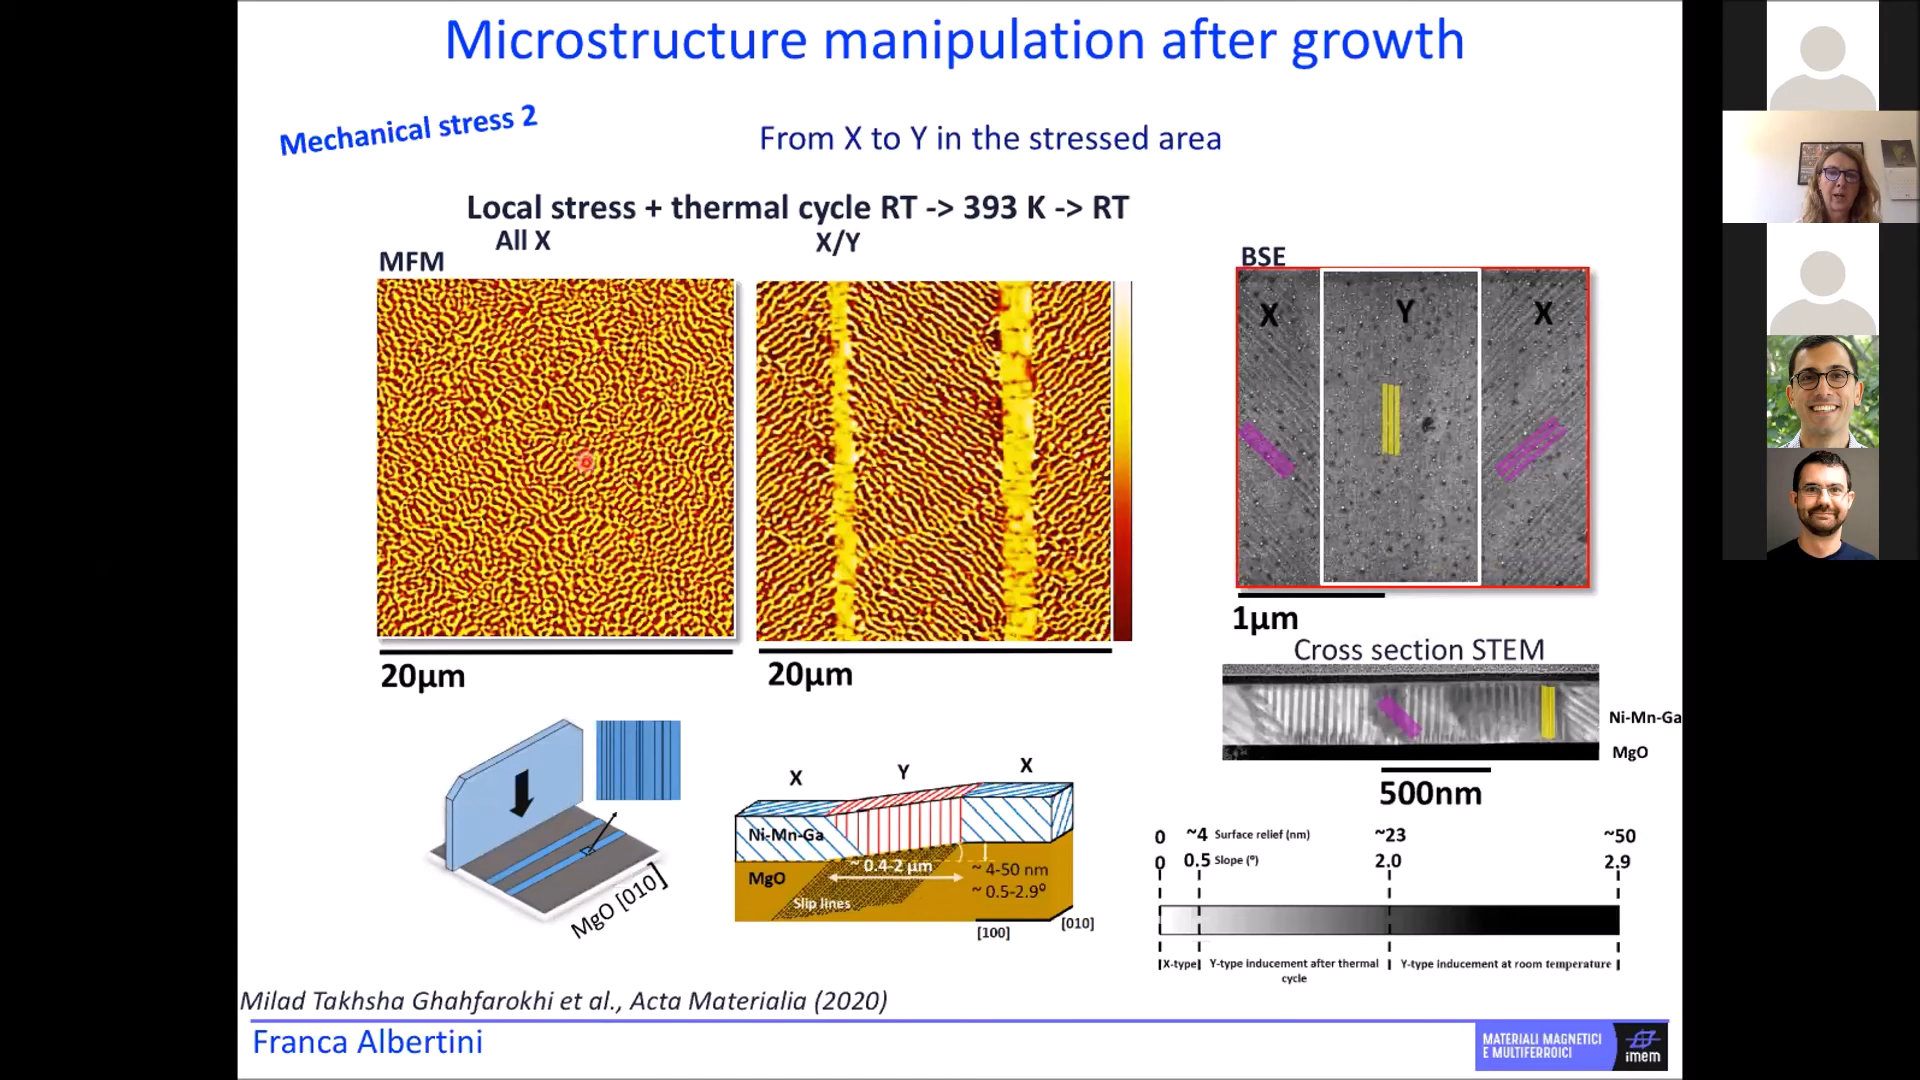 Microstructure manipulation after growth
Mechanical stress 2
From X to Y in the stressed area
Local stress + thermal cycle RT -> 393 K -> RT
All X
X/Y
MFM
BSE
X
Y
X
20µm
20µm
1µm
Cross section STEM
Ni-Mn-Ga
MgO
500nm
MgO [010]
X
Y
X
Ni-Mn-Ga
MgO
~ 0.4-2 µm
~ 4-50 nm
~ 0.5-2.9º
Slip lines
[100]
[010]
0 ~4 Surface relief (nm) ~23 ~50
0 0.5 Slope (º) 2.0 2.9
X-type
Y-type inducement after thermal
cycle
Y-type inducement at room temperature
Milad Takhsha Ghahfarokhi et al., Acta Materialia (2020)
Franca Albertini
MATERIALI MAGNETICI
E MULTIFERROICI
imem